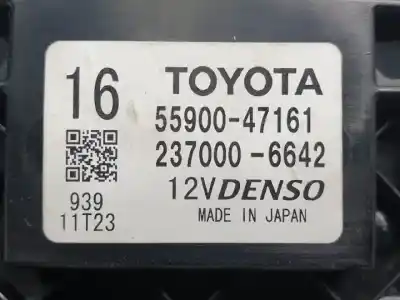 16 TOYOTA
55900-47161
237000-6642
12V DENSO
939
11T23
MADE IN JAPAN